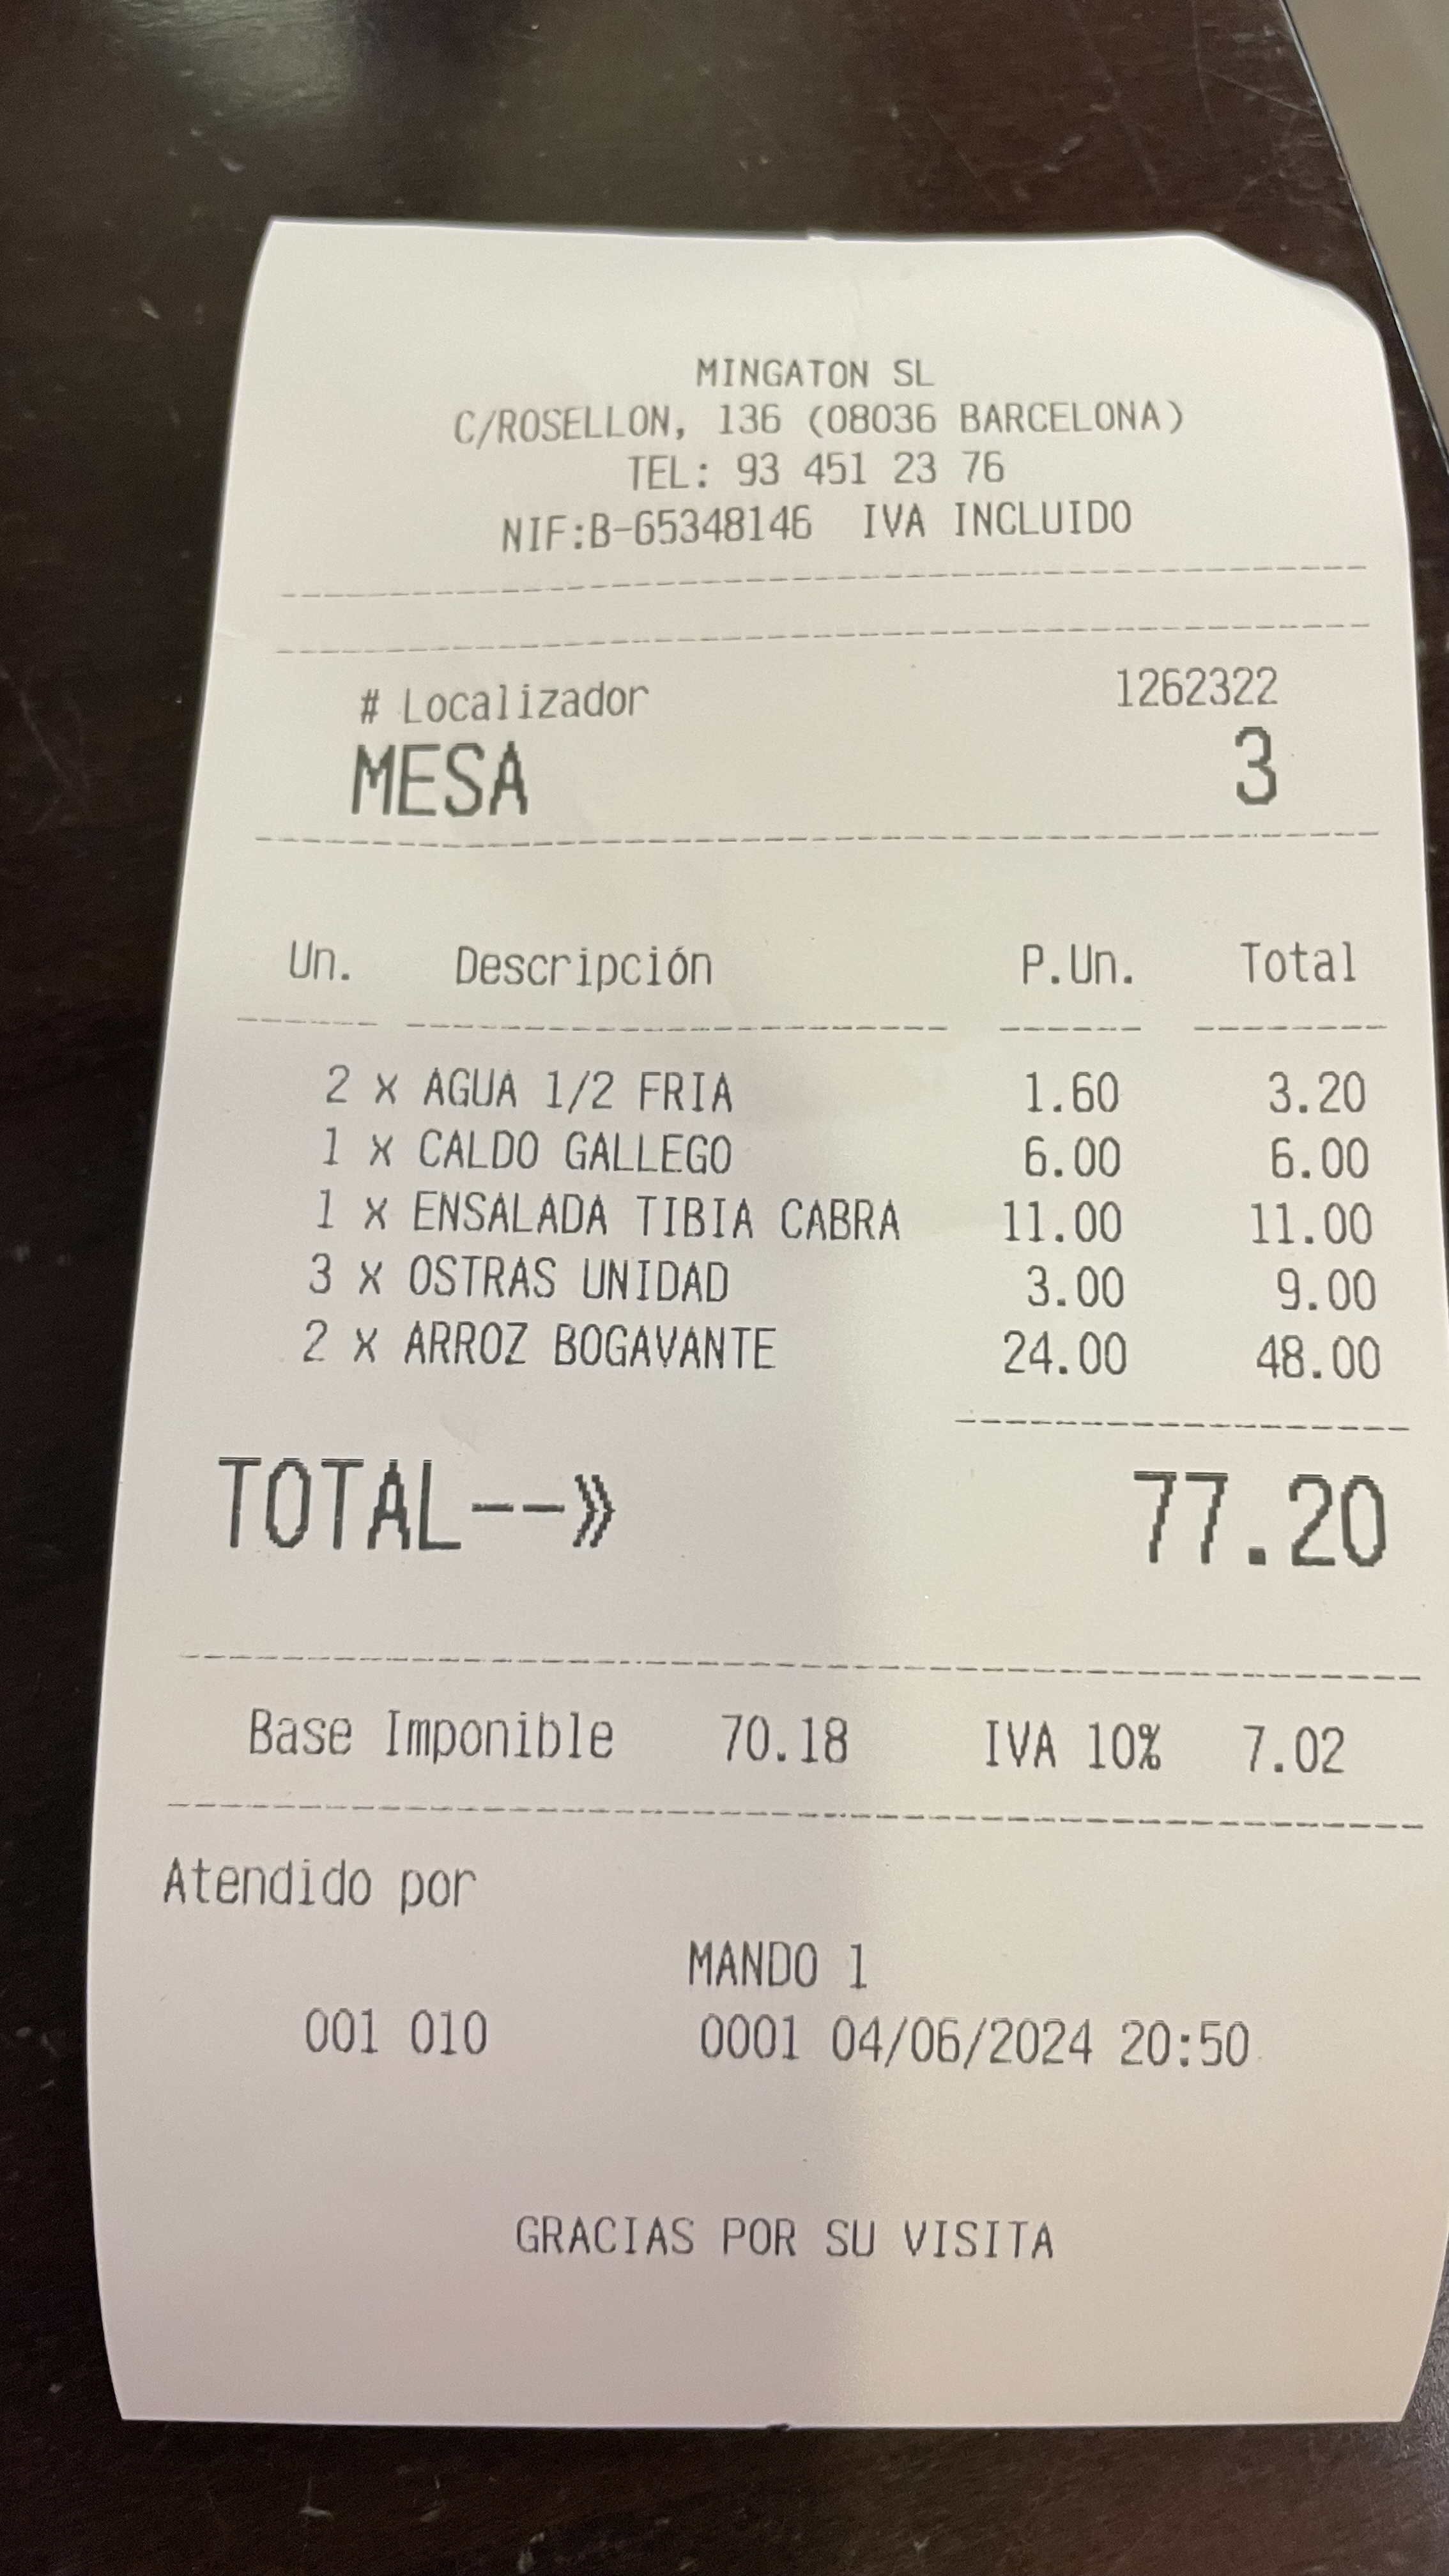 MINGATON SL
C/ROSELLON, 136 (08036 BARCELONA)
TEL: 93 451 23 76
NIF:B-65348146 IVA INCLUIDO
# Localizador 1262322
MESA 3
Un. Descripción P.Un. Total
2 x AGUA 1/2 FRIA 1.60 3.20
1 x CALDO GALLEGO 6.00 6.00
1 x ENSALADA TIBIA CABRA 11.00 11.00
3 x OSTRAS UNIDAD 3.00 9.00
2 x ARROZ BOGAVANTE 24.00 48.00
TOTAL--» 77.20
Base Imponible 70.18 IVA 10% 7.02
Atendido por
MANDO 1
001 010 0001 04/06/2024 20:50
GRACIAS POR SU VISITA